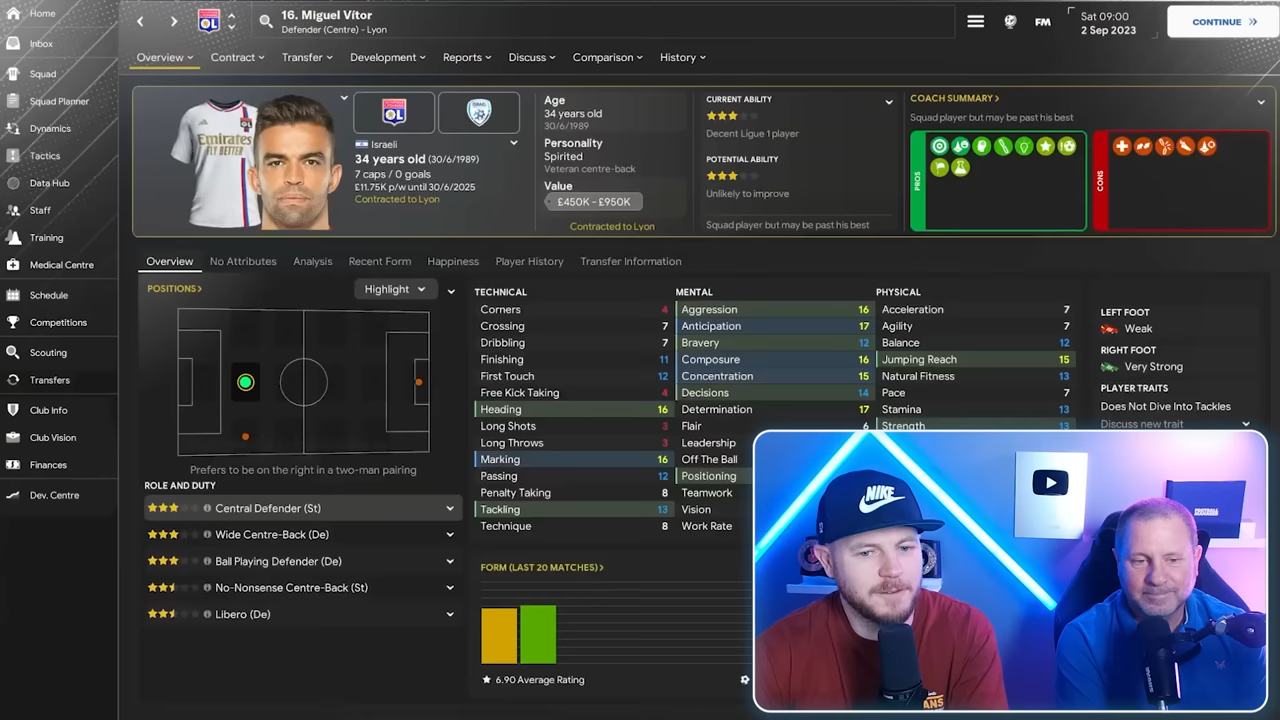 Home
Inbox
Squad
Squad Planner
Dynamics
Tactics
Data Hub
Staff
Training
Medical Centre
Schedule
Competitions
Scouting
Transfers
Club Info
Club Vision
Finances
Dev. Centre
16. Miguel Vítor
Defender (Centre) - Lyon
FM
Sat 09:00
2 Sep 2023
CONTINUE
Overview
Contract
Transfer
Development
Reports
Discuss
Comparison
History
Emirates
FLY BETTER
Israeli
34 years old (30/6/1989)
7 caps / 0 goals
£11.75K p/w until 30/6/2025
Contracted to Lyon
Age
34 years old
30/6/1989
Personality
Spirited
Veteran centre-back
Value
£450K - £950K
Contracted to Lyon
CURRENT ABILITY
Decent Ligue 1 player
POTENTIAL ABILITY
Unlikely to improve
Squad player but may be past his best
COACH SUMMARY
Squad player but may be past his best
PROS
CONS
Overview
No Attributes
Analysis
Recent Form
Happiness
Player History
Transfer Information
POSITIONS
Highlight
Prefers to be on the right in a two-man pairing
ROLE AND DUTY
Central Defender (St)
Wide Centre-Back (De)
Ball Playing Defender (De)
No-Nonsense Centre-Back (St)
Libero (De)
TECHNICAL
Corners 4
Crossing 7
Dribbling 7
Finishing 11
First Touch 12
Free Kick Taking 4
Heading 16
Long Shots 3
Long Throws 3
Marking 16
Passing 12
Penalty Taking 8
Tackling 13
Technique 8
MENTAL
Aggression 16
Anticipation 17
Bravery 12
Composure 16
Concentration 15
Decisions 14
Determination 17
Flair 6
Leadership
Off The Ball
Positioning
Teamwork
Vision
Work Rate
PHYSICAL
Acceleration 7
Agility 7
Balance 12
Jumping Reach 15
Natural Fitness 13
Pace 7
Stamina 13
Strength 13
LEFT FOOT
Weak
RIGHT FOOT
Very Strong
PLAYER TRAITS
Does Not Dive Into Tackles
Discuss new trait
FORM (LAST 20 MATCHES)
6.90 Average Rating
NIKE